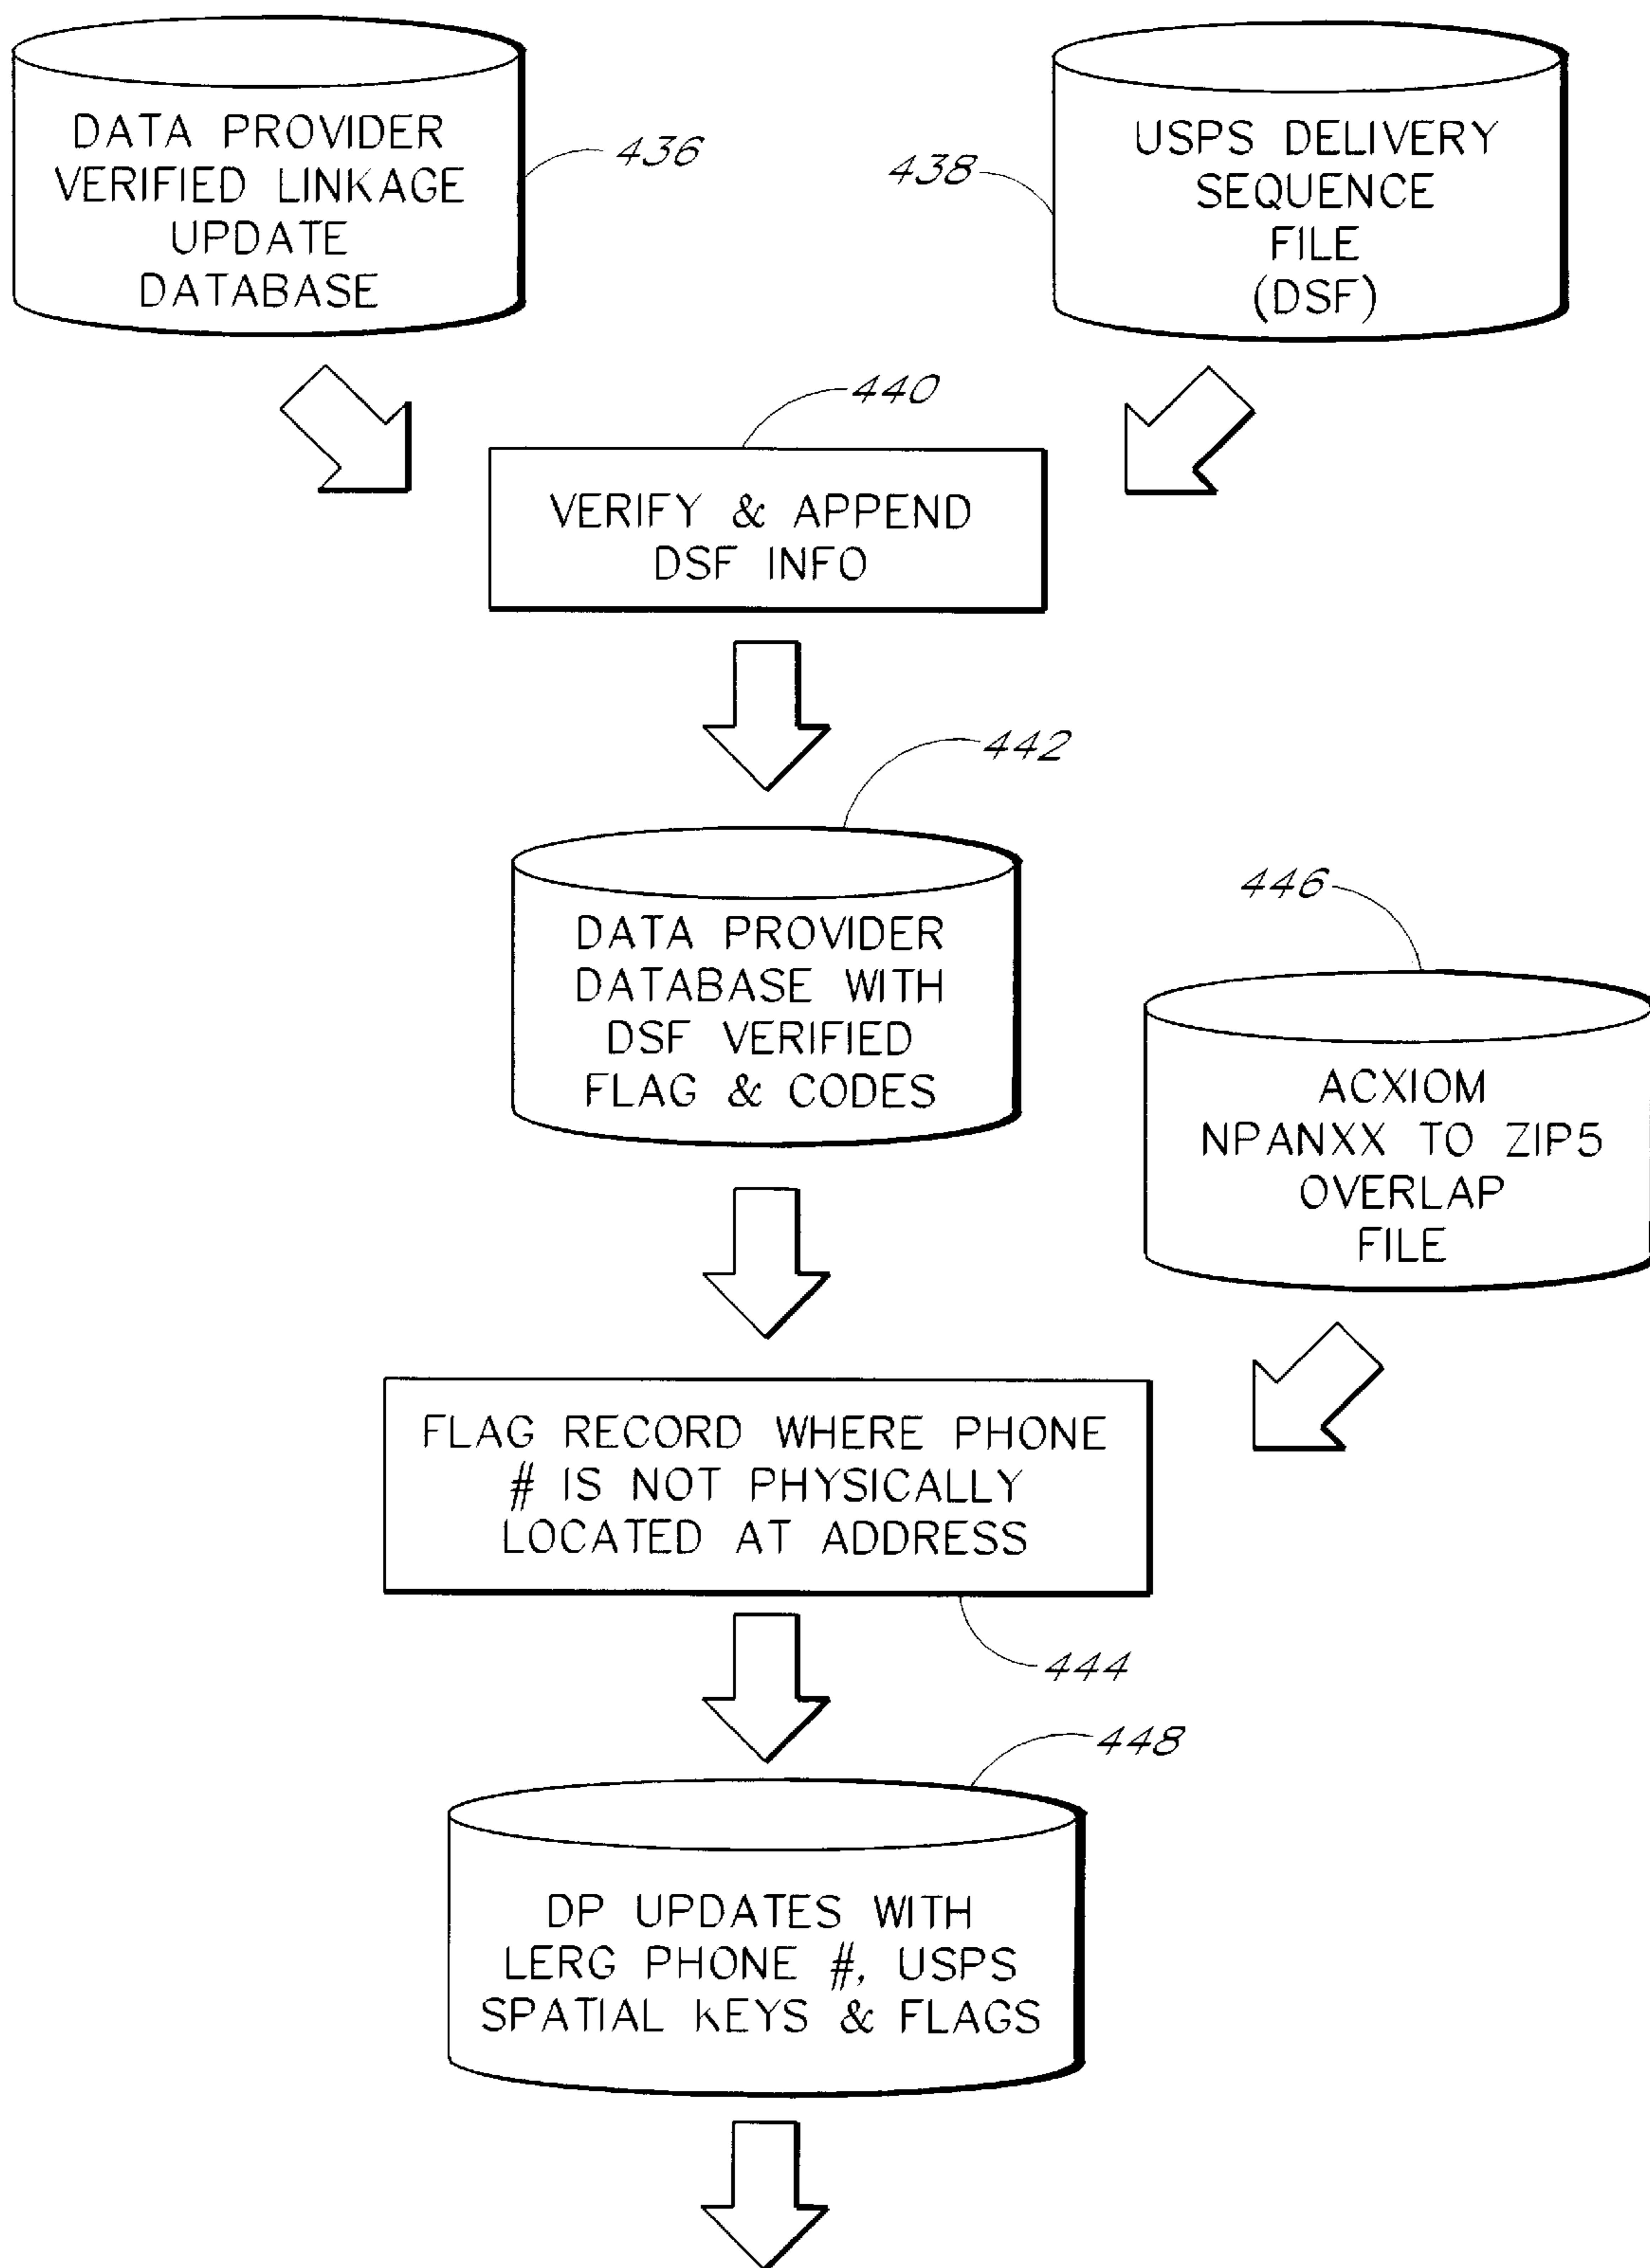 DATA PROVIDER
VERIFIED LINKAGE
UPDATE
DATABASE
436
USPS DELIVERY
SEQUENCE
FILE
(DSF)
438
440
VERIFY & APPEND
DSF INFO
442
DATA PROVIDER
DATABASE WITH
DSF VERIFIED
FLAG & CODES
446
ACXIOM
NPANXX TO ZIP5
OVERLAP
FILE
FLAG RECORD WHERE PHONE
# IS NOT PHYSICALLY
LOCATED AT ADDRESS
444
448
DP UPDATES WITH
LERG PHONE #, USPS
SPATIAL KEYS & FLAGS